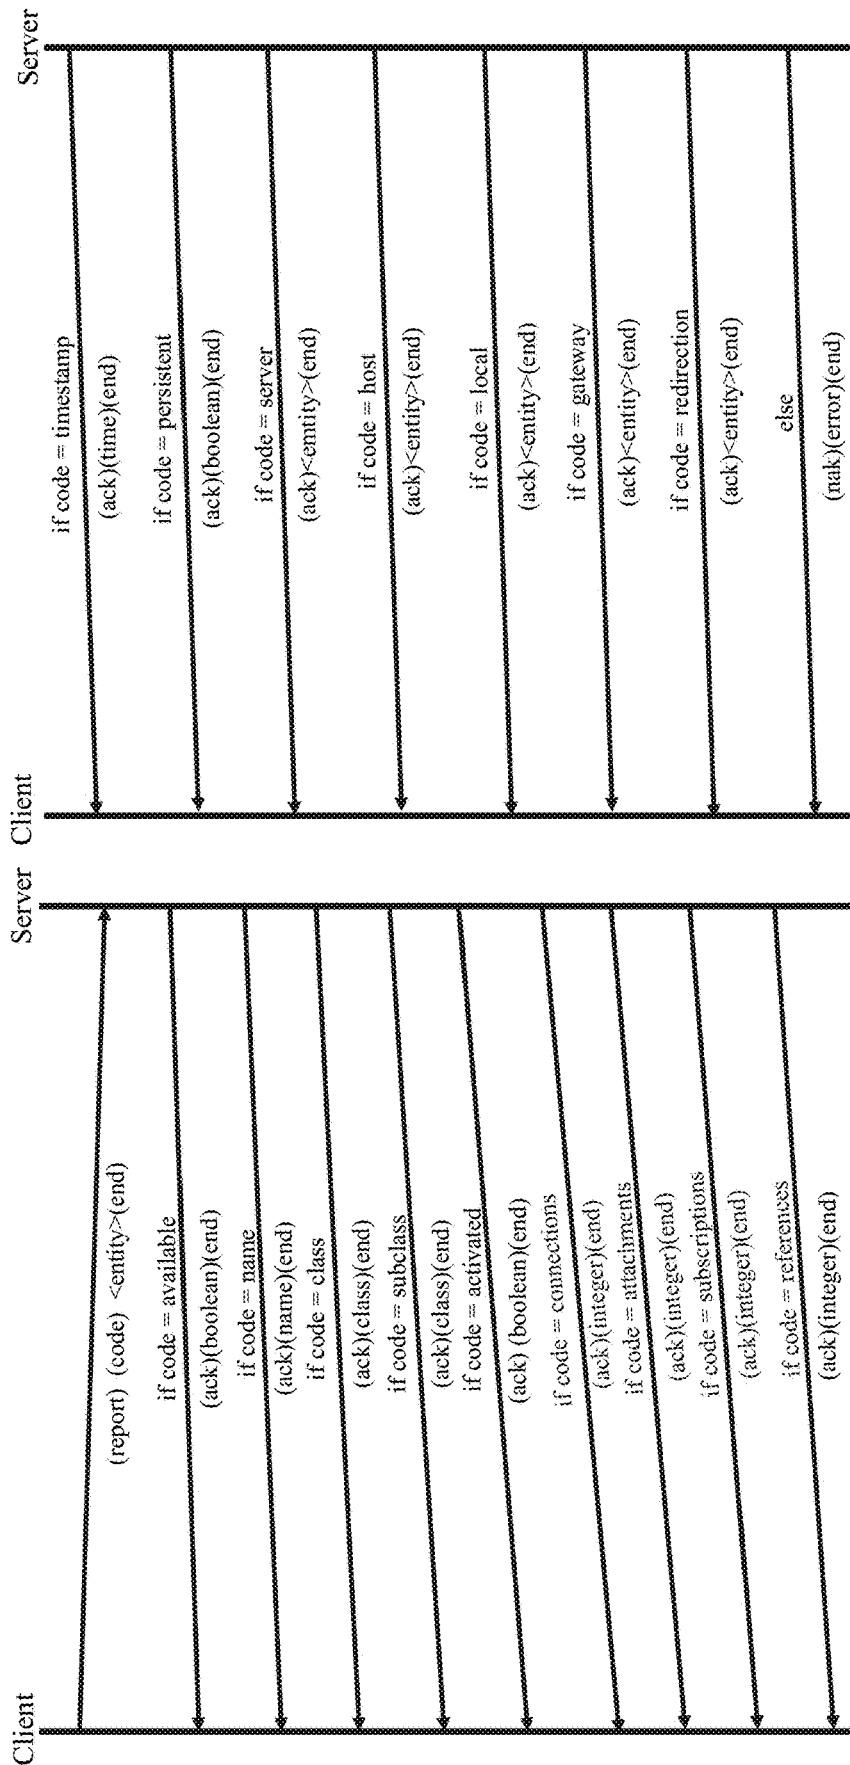 Client
Server
(report) (code) <entity>(end)
if code = available
(ack)(boolean)(end)
if code = name
(ack)(name)(end)
if code = class
(ack)(class)(end)
if code = subclass
(ack)(class)(end)
if code = activated
(ack) (boolean)(end)
if code = connections
(ack)(integer)(end)
if code = attachments
(ack)(integer)(end)
if code = subscriptions
(ack)(integer)(end)
if code = references
(ack)(integer)(end)
Client
Server
if code = timestamp
(ack)(time)(end)
if code = persistent
(ack)(boolean)(end)
if code = server
(ack)<emtity>(end)
if code = host
(ack)<entity>(end)
if code = local
(ack)<entity>(end)
if code = gateway
(ack)<entity>(end)
if code = redirection
(ack)<entity>(end)
else
(nak)(error)(end)